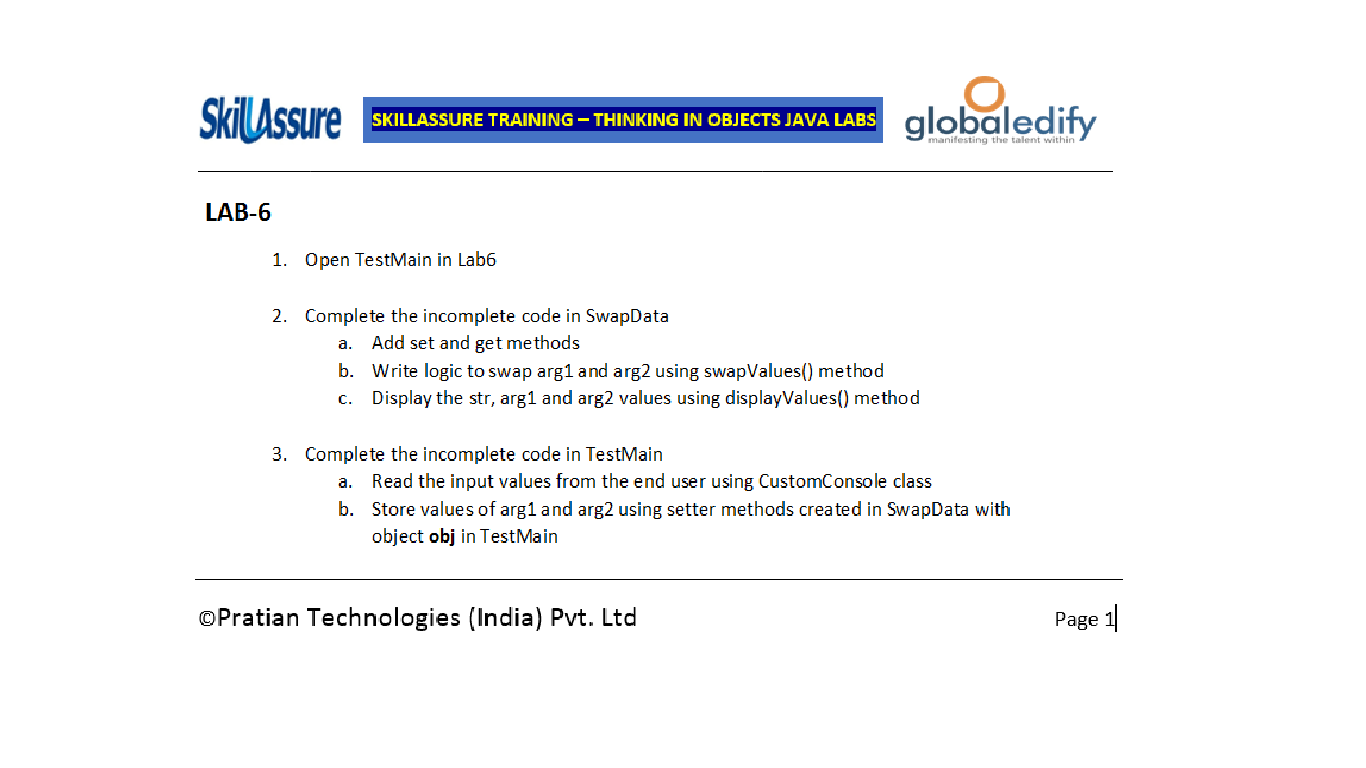 SkillAssure
SKILLASSURE TRAINING – THINKING IN OBJECTS JAVA LABS
globaledify
manifesting the talent within
LAB-6
1. Open TestMain in Lab6
2. Complete the incomplete code in SwapData
a. Add set and get methods
b. Write logic to swap arg1 and arg2 using swapValues() method
c. Display the str, arg1 and arg2 values using displayValues() method
3. Complete the incomplete code in TestMain
a. Read the input values from the end user using CustomConsole class
b. Store values of arg1 and arg2 using setter methods created in SwapData with
object obj in TestMain
©Pratian Technologies (India) Pvt. Ltd
Page 1